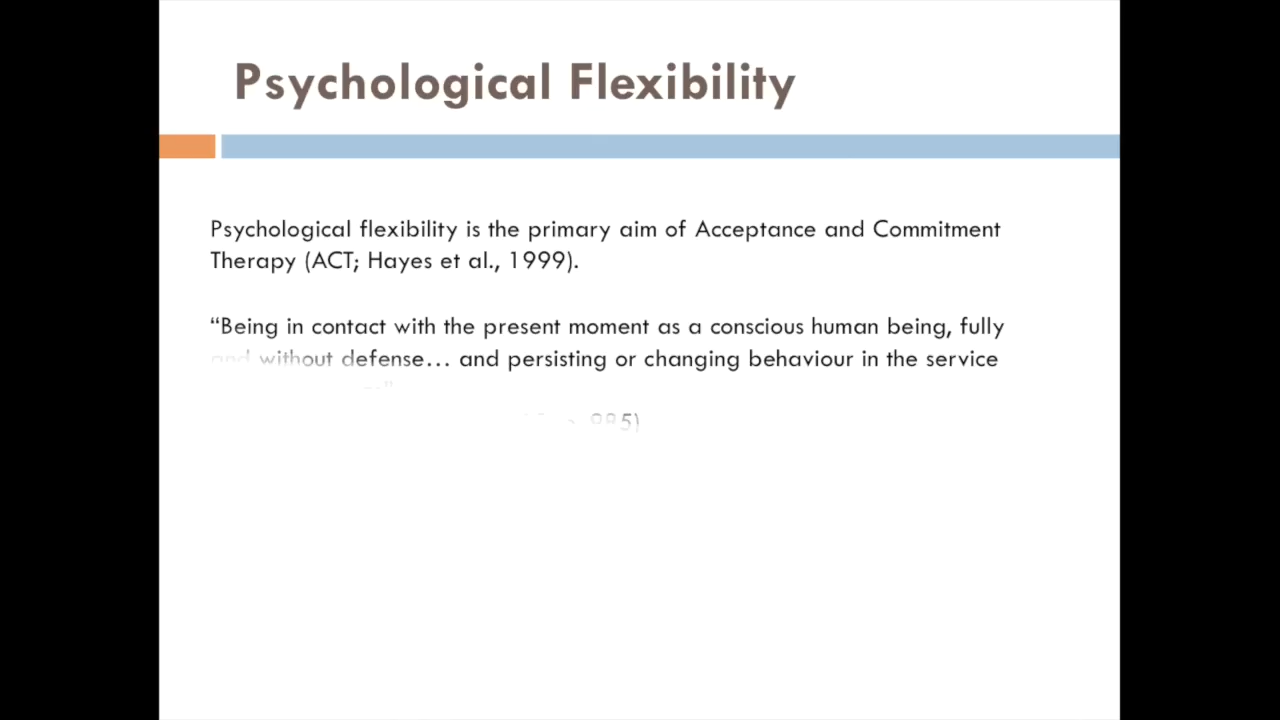 Psychological Flexibility
Psychological flexibility is the primary aim of Acceptance and Commitment
Therapy (ACT; Hayes et al., 1999).
“Being in contact with the present moment as a conscious human being, fully
and without defense… and persisting or changing behaviour in the service